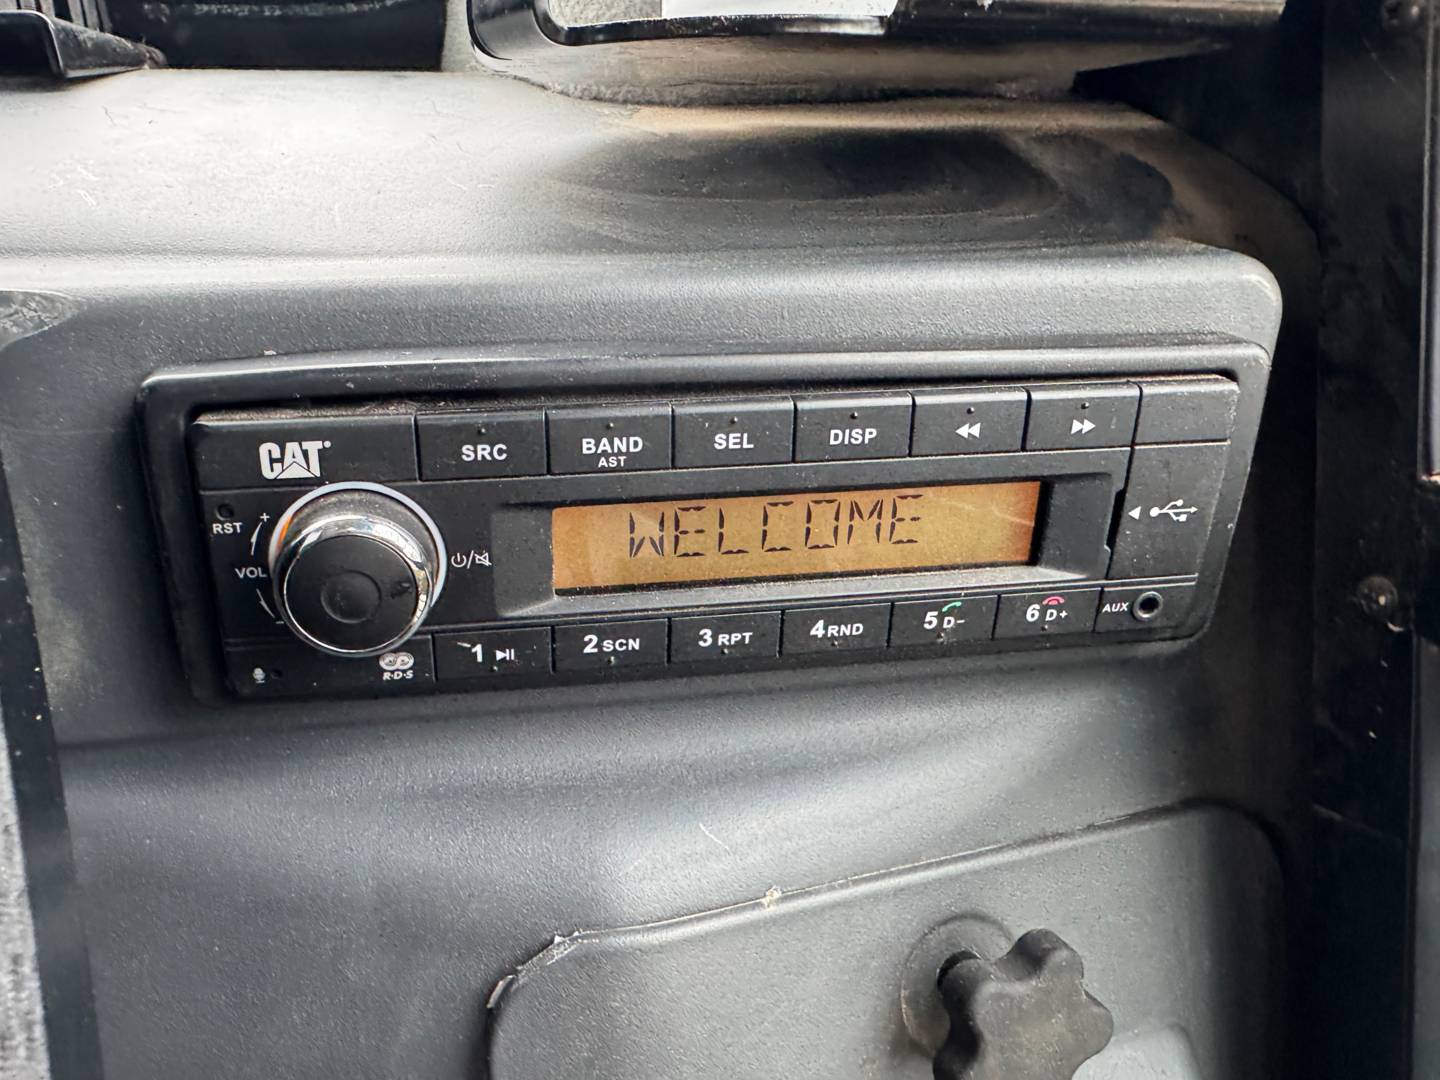 CAT
SRC
BAND
AST
SEL
DISP
RST
VOL
+
-
WELCOME
AUX
R·D·S
1
2 SCN
3 RPT
4 RND
5 D-
6 D+